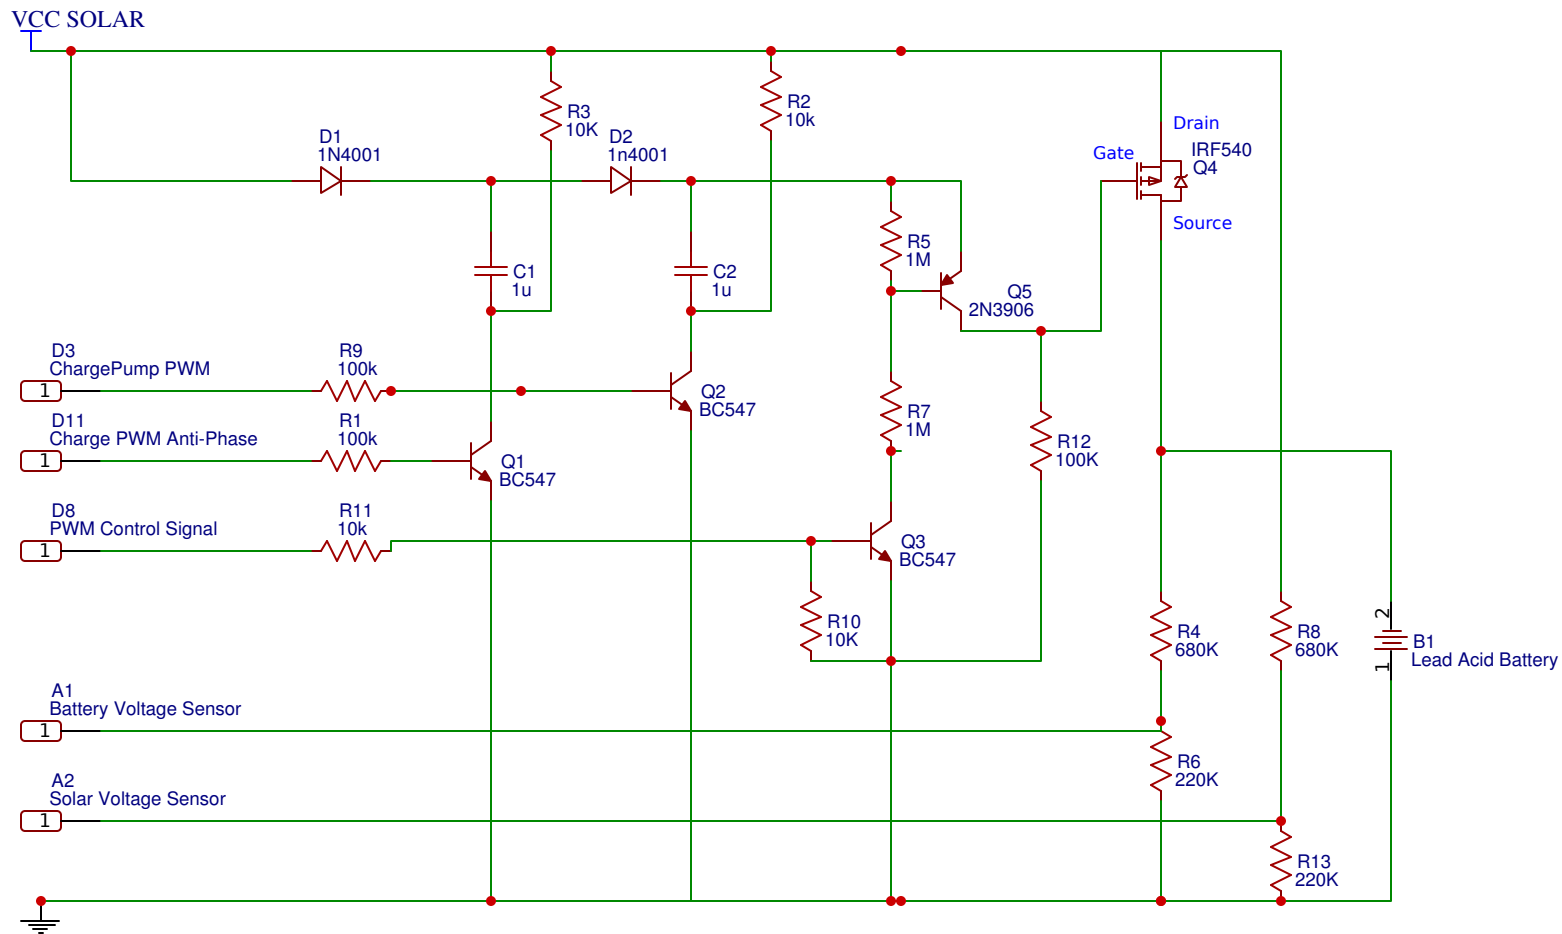 VCC SOLAR
R3
10K
R2
10k
D1
1N4001
D2
1n4001
Drain
Gate
IRF540
Q4
Source
R5
1M
C1
1u
C2
1u
Q5
2N3906
D3
ChargePump PWM
1
R9
100k
Q2
BC547
R7
1M
D11
Charge PWM Anti-Phase
1
R1
100k
Q1
BC547
R12
100K
D8
PWM Control Signal
1
R11
10k
Q3
BC547
R10
10K
R4
680K
R8
680K
2
B1
Lead Acid Battery
1
A1
Battery Voltage Sensor
1
R6
220K
A2
Solar Voltage Sensor
1
R13
220K